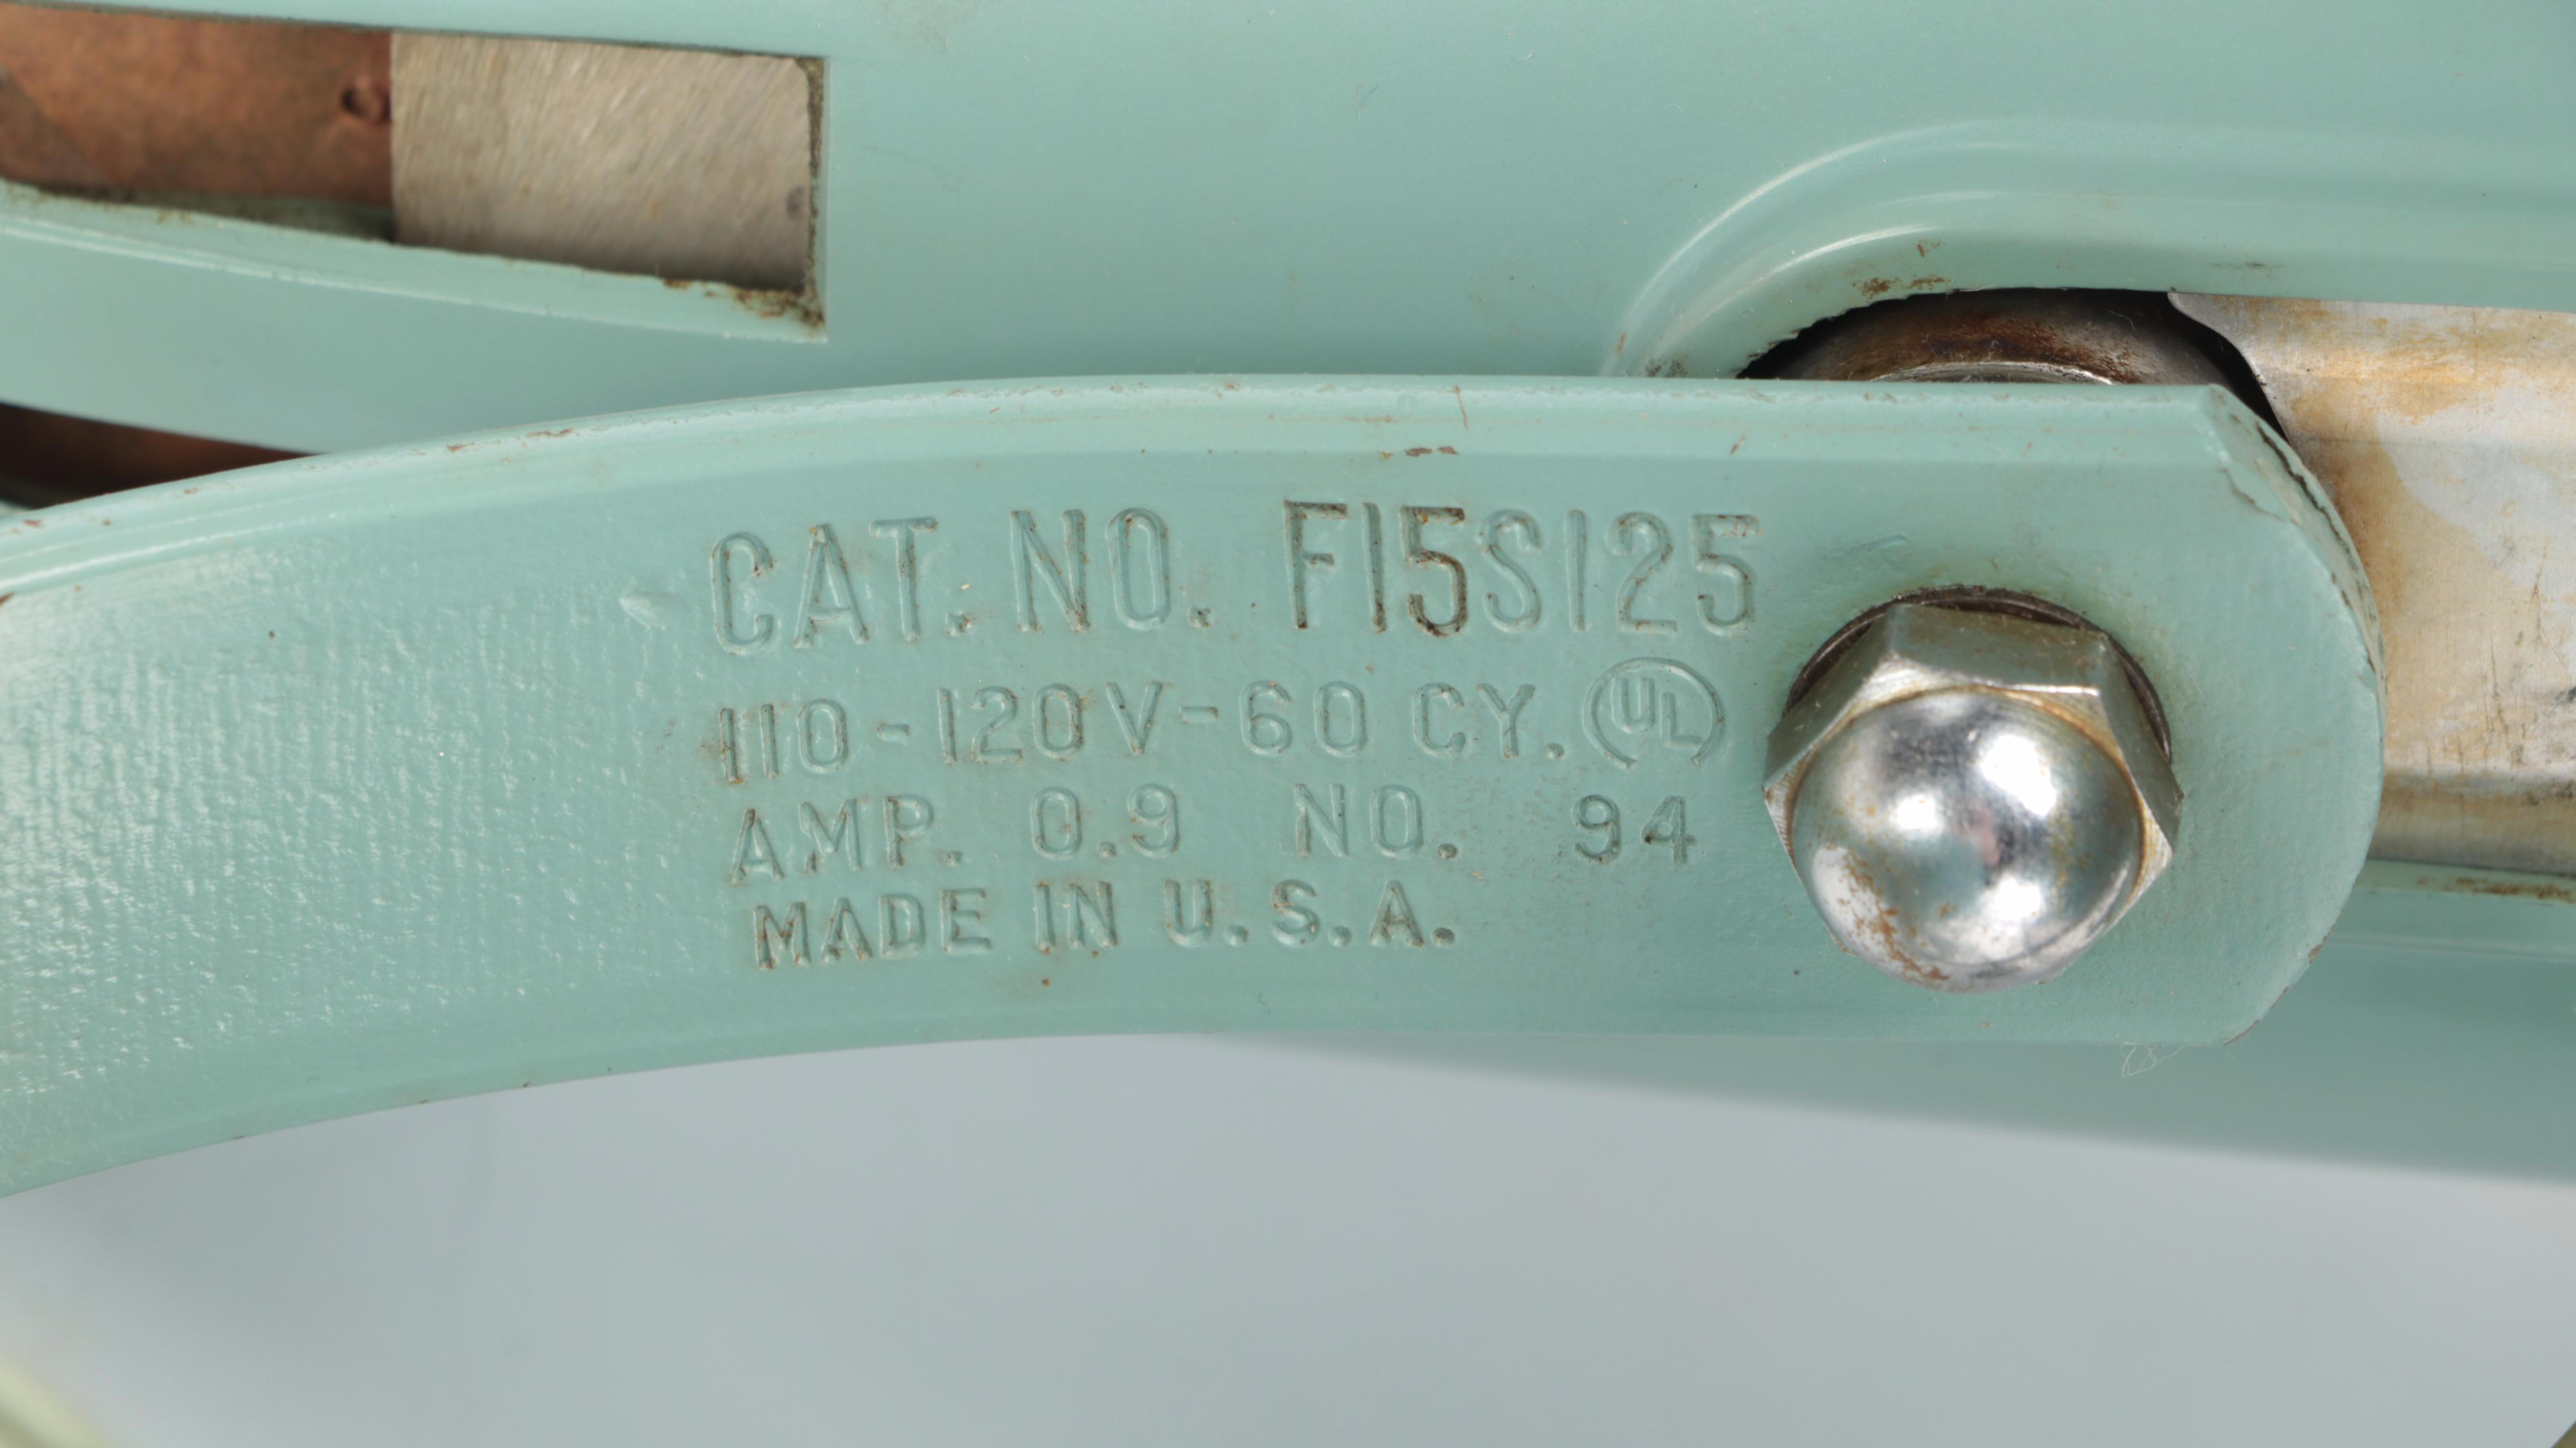 CAT. NO. F15S125
110-120V-60 CY. UL
AMP. 0.9 NO. 94
MADE IN U.S.A.